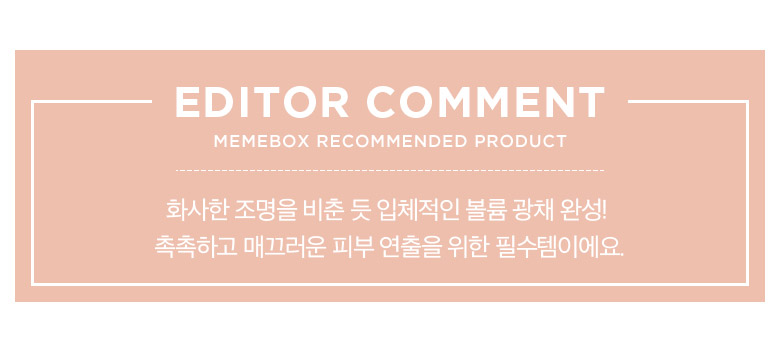 EDITOR COMMENT
MEMEBOX RECOMMENDED PRODUCT
화사한 조명을 비춘 듯 입체적인 볼륨 광채 완성!
촉촉하고 매끄러운 피부 연출을 위한 필수템이에요.